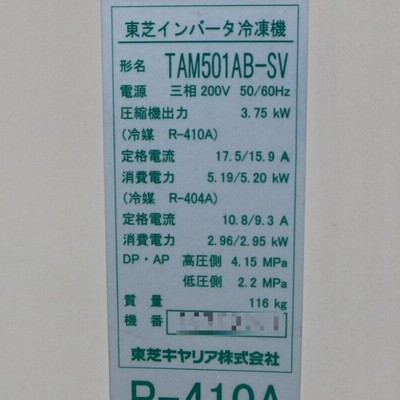 東芝インバータ冷凍機
形名 TAM501AB-SV
電源 三相200V 50/60Hz
圧縮機出力 3.75 kW
(冷媒 R-410A)
定格電流 17.5/15.9 A
消費電力 5.19/5.20 kW
(冷媒 R-404A)
定格電流 10.8/9.3 A
消費電力 2.96/2.95 kW
DP・AP 高圧側 4.15 MPa
低圧側 2.2 MPa
質量 116 kg
機番
東芝キヤリア株式会社
R-410A